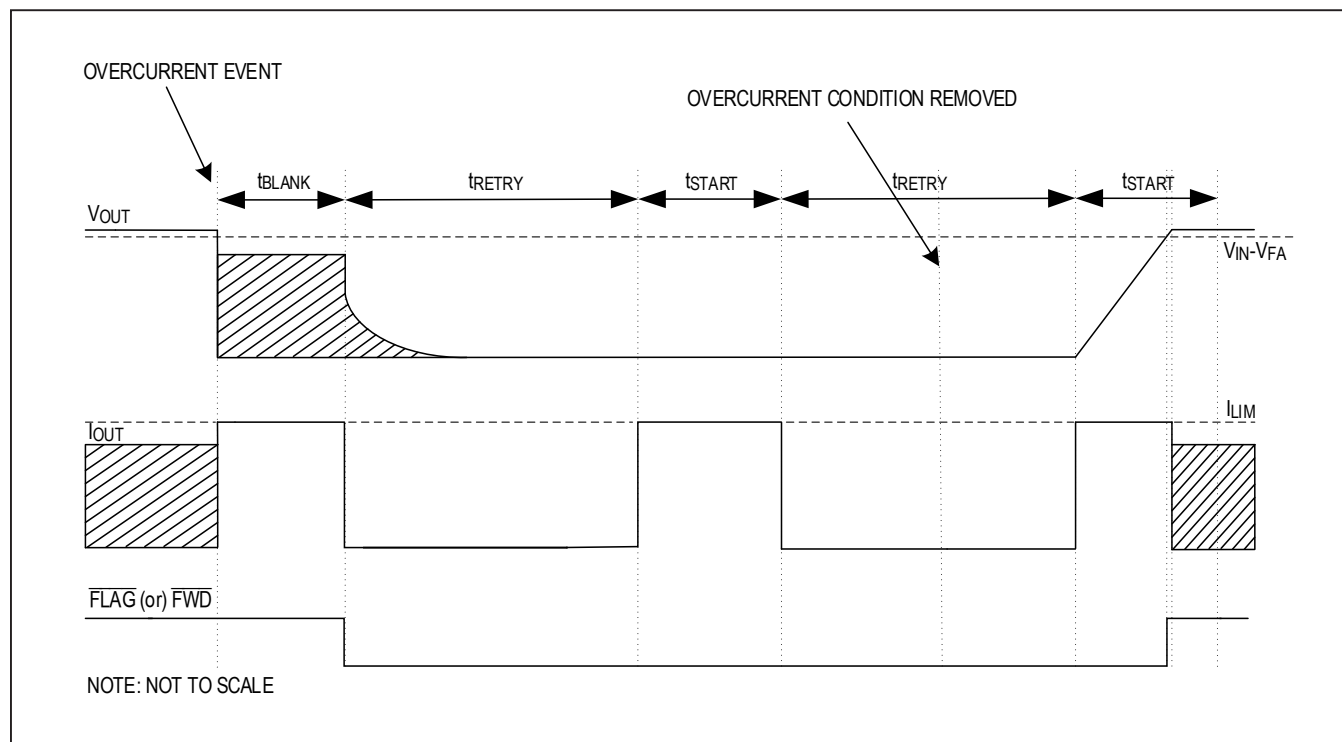 OVERCURRENT EVENT
OVERCURRENT CONDITION REMOVED
tBLANK
tRETRY
tSTART
tRETRY
tSTART
VOUT
VIN-VFA
ILIM
IOUT
FLAG (or) FWD
NOTE: NOT TO SCALE